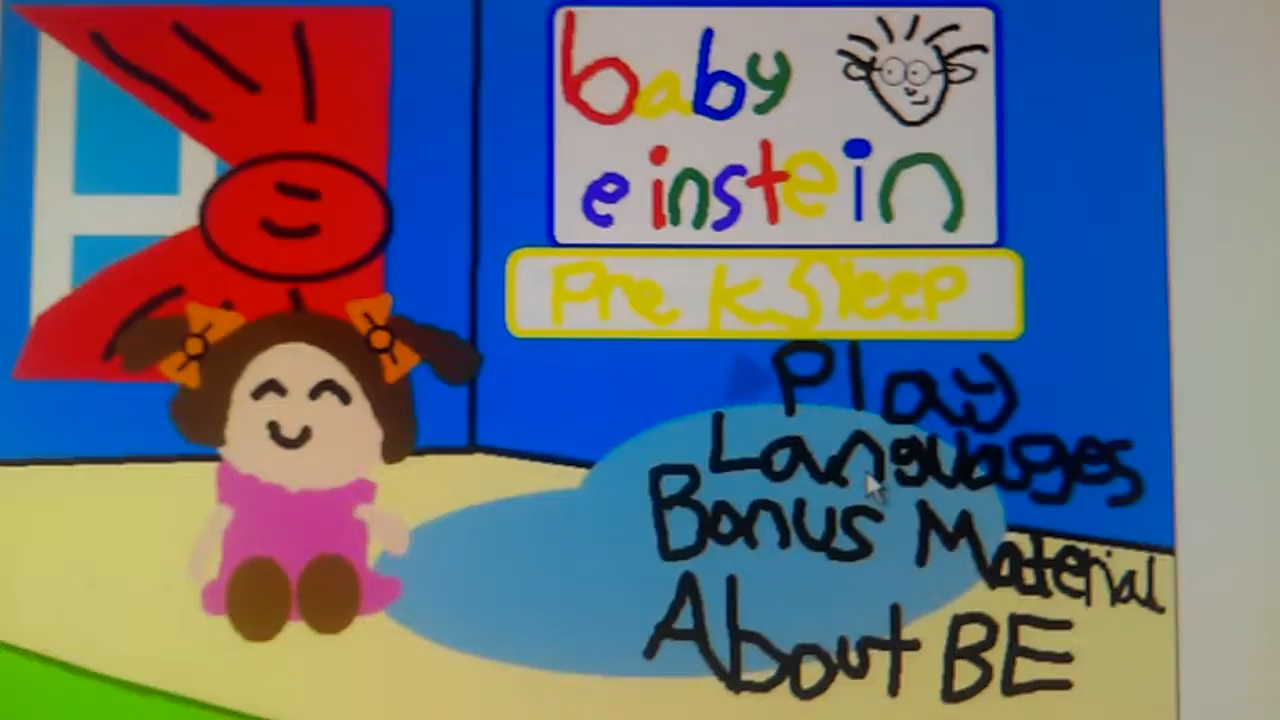 baby
einstein
Pre K Sleep
Play
Languages
Bonus Material
About BE